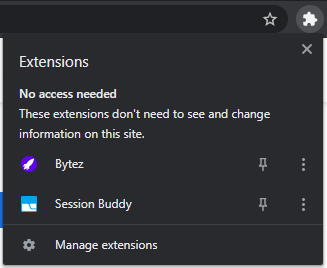 Extensions
No access needed
These extensions don't need to see and change
information on this site.
Bytez
Session Buddy
Manage extensions